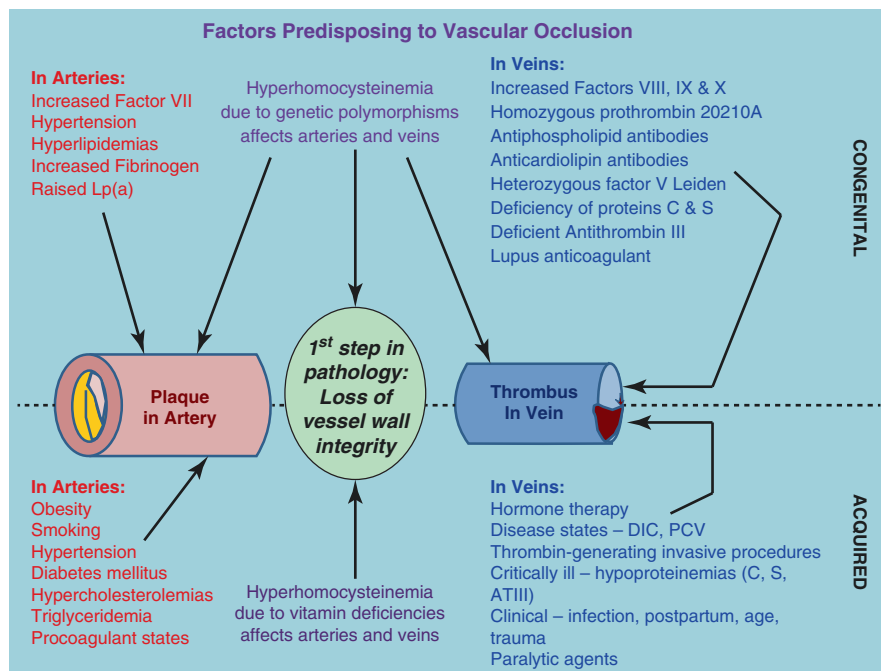 Factors Predisposing to Vascular Occlusion
In Arteries:
Increased Factor VII
Hypertension
Hyperlipidemias
Increased Fibrinogen
Raised Lp(a)
Hyperhomocysteinemia
due to genetic polymorphisms
affects arteries and veins
In Veins:
Increased Factors VIII, IX & X
Homozygous prothrombin 20210A
Antiphospholipid antibodies
Anticardiolipin antibodies
Heterozygous factor V Leiden
Deficiency of proteins C & S
Deficient Antithrombin III
Lupus anticoagulant
CONGENITAL
Plaque
in Artery
1st step in
pathology:
Loss of
vessel wall
integrity
Thrombus
In Vein
In Arteries:
Obesity
Smoking
Hypertension
Diabetes mellitus
Hypercholesterolemias
Triglyceridemia
Procoagulant states
Hyperhomocysteinemia
due to vitamin deficiencies
affects arteries and veins
In Veins:
Hormone therapy
Disease states – DIC, PCV
Thrombin-generating invasive procedures
Critically ill – hypoproteinemias (C, S,
ATIII)
Clinical – infection, postpartum, age,
trauma
Paralytic agents
ACQUIRED